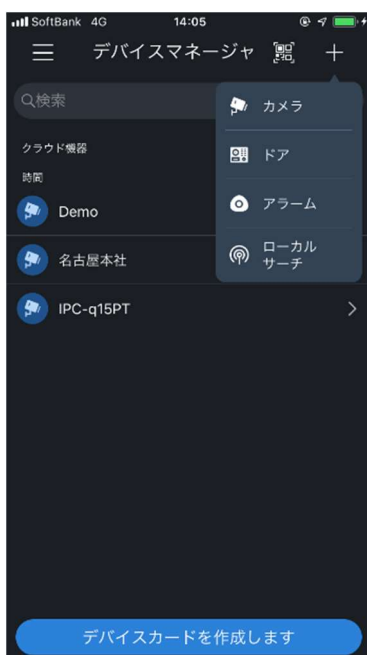 SoftBank 4G 14:05
デバイスマネージャ
検索
カメラ
ドア
アラーム
ローカル
サーチ
クラウド機器
時間
Demo
名古屋本社
IPC-q15PT
デバイスカードを作成します